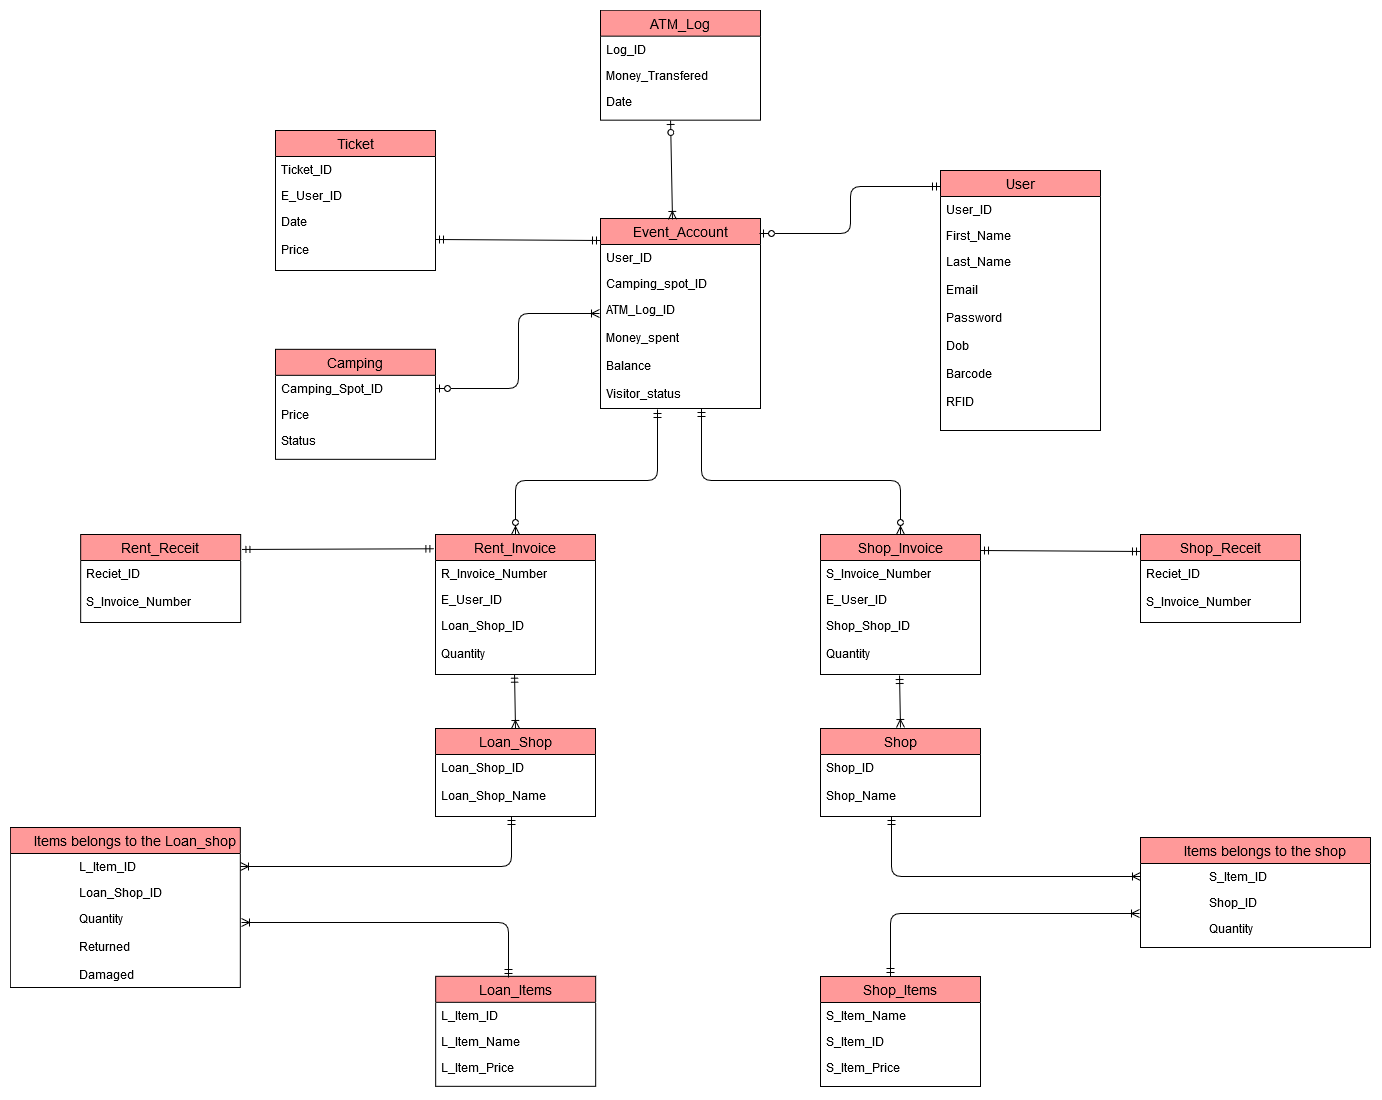 ATM_Log
Log_ID
Money_Transfered
Date
Ticket
Ticket_ID
E_User_ID
Date
Price
User
User_ID
First_Name
Last_Name
Email
Password
Dob
Barcode
RFID
Event_Account
User_ID
Camping_spot_ID
ATM_Log_ID
Money_spent
Balance
Visitor_status
Camping
Camping_Spot_ID
Price
Status
Rent_Receit
Reciet_ID
S_Invoice_Number
Rent_Invoice
R_Invoice_Number
E_User_ID
Loan_Shop_ID
Quantity
Shop_Invoice
S_Invoice_Number
E_User_ID
Shop_Shop_ID
Quantity
Shop_Receit
Reciet_ID
S_Invoice_Number
Loan_Shop
Loan_Shop_ID
Loan_Shop_Name
Shop
Shop_ID
Shop_Name
Items belongs to the Loan_shop
L_Item_ID
Loan_Shop_ID
Quantity
Returned
Damaged
Items belongs to the shop
S_Item_ID
Shop_ID
Quantity
Loan_Items
L_Item_ID
L_Item_Name
L_Item_Price
Shop_Items
S_Item_Name
S_Item_ID
S_Item_Price